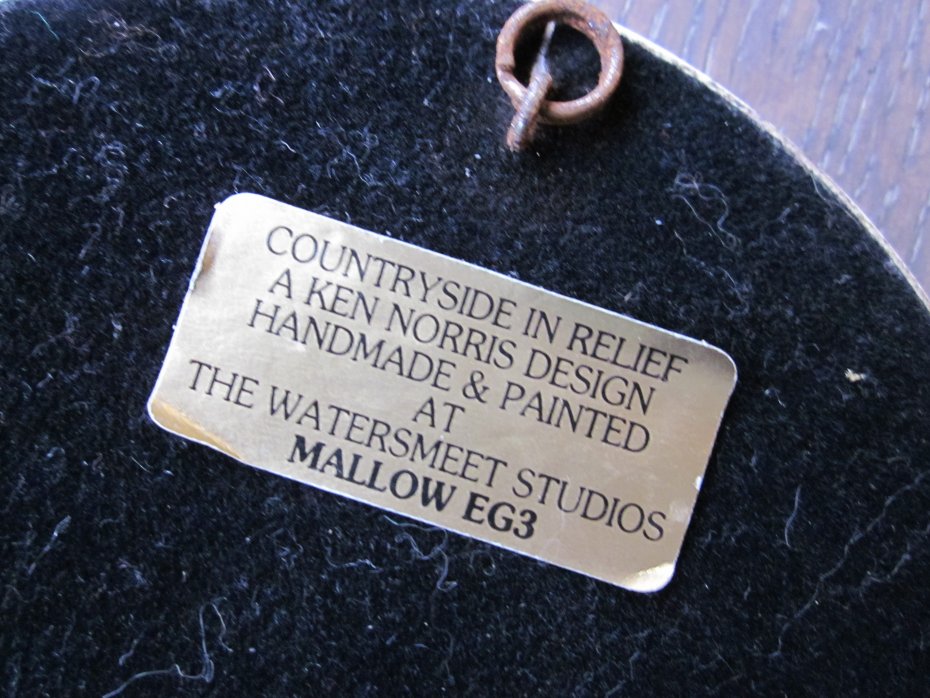 COUNTRYSIDE IN RELIEF
A KEN NORRIS DESIGN
HANDMADE & PAINTED
AT
THE WATERSMEET STUDIOS
MALLOW EG3